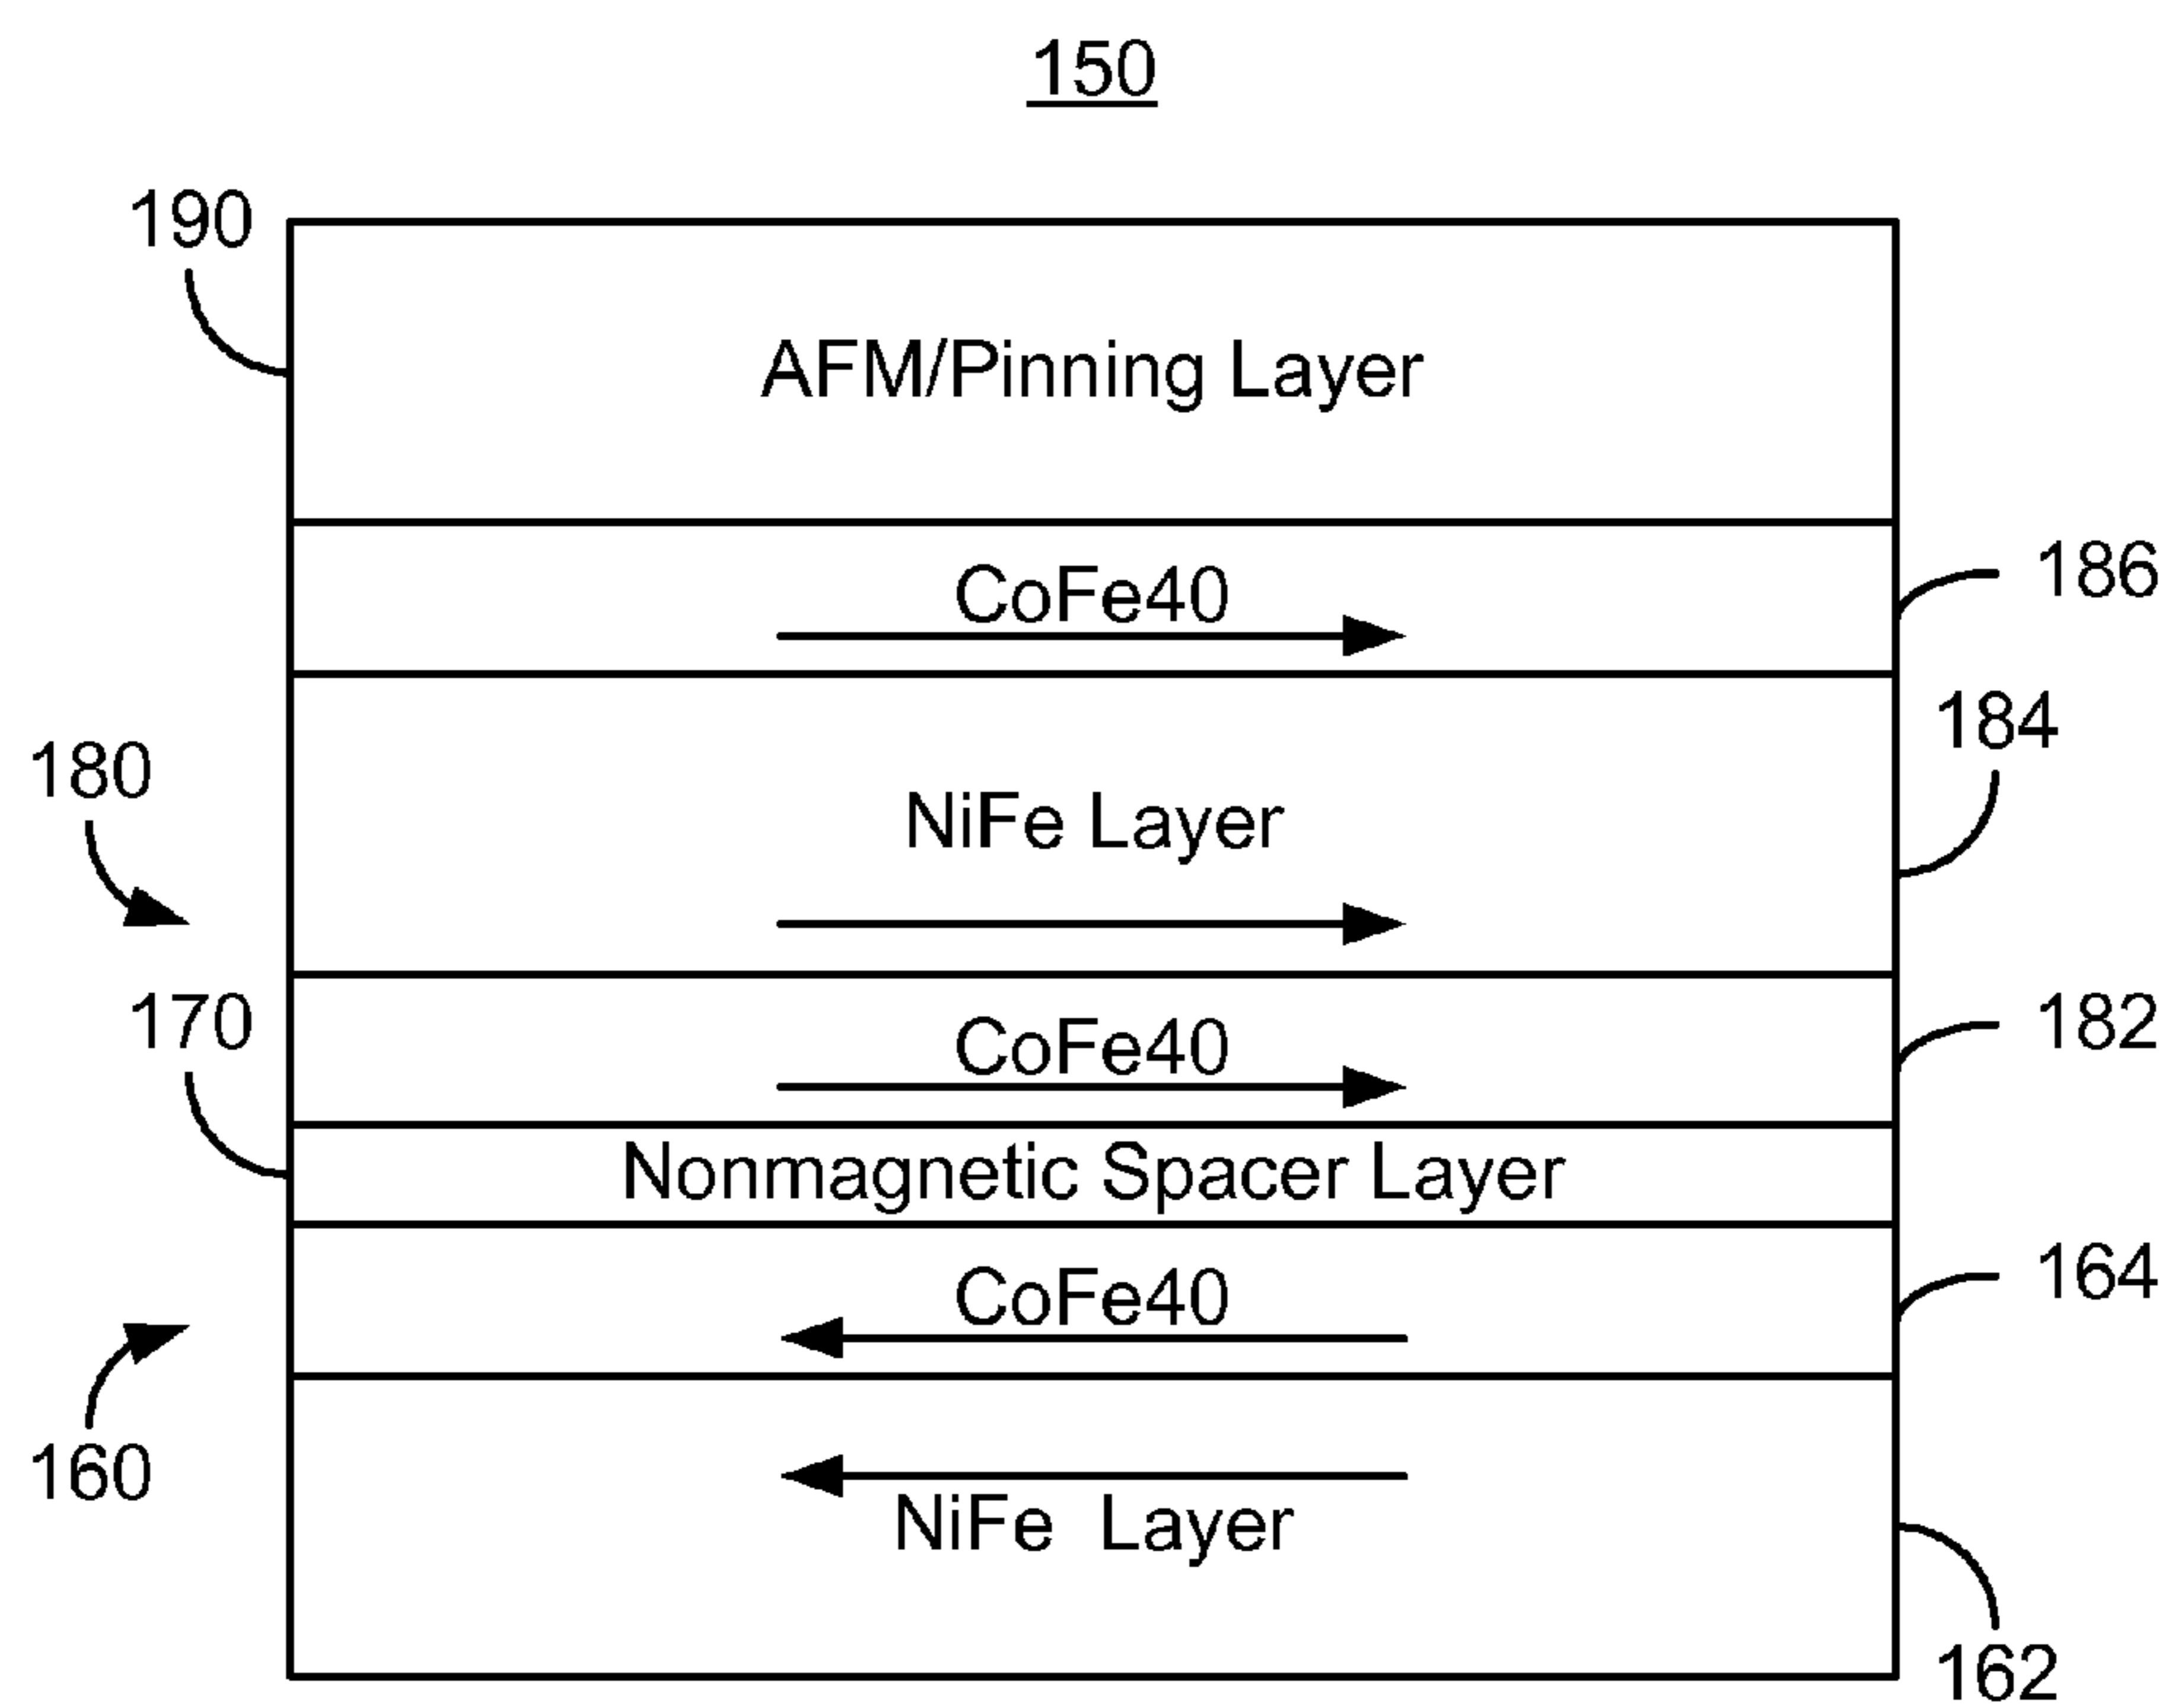 150
190
AFM/Pinning Layer
CoFe40
186
184
NiFe Layer
180
170
CoFe40
182
Nonmagnetic Spacer Layer
CoFe40
164
160
NiFe Layer
162